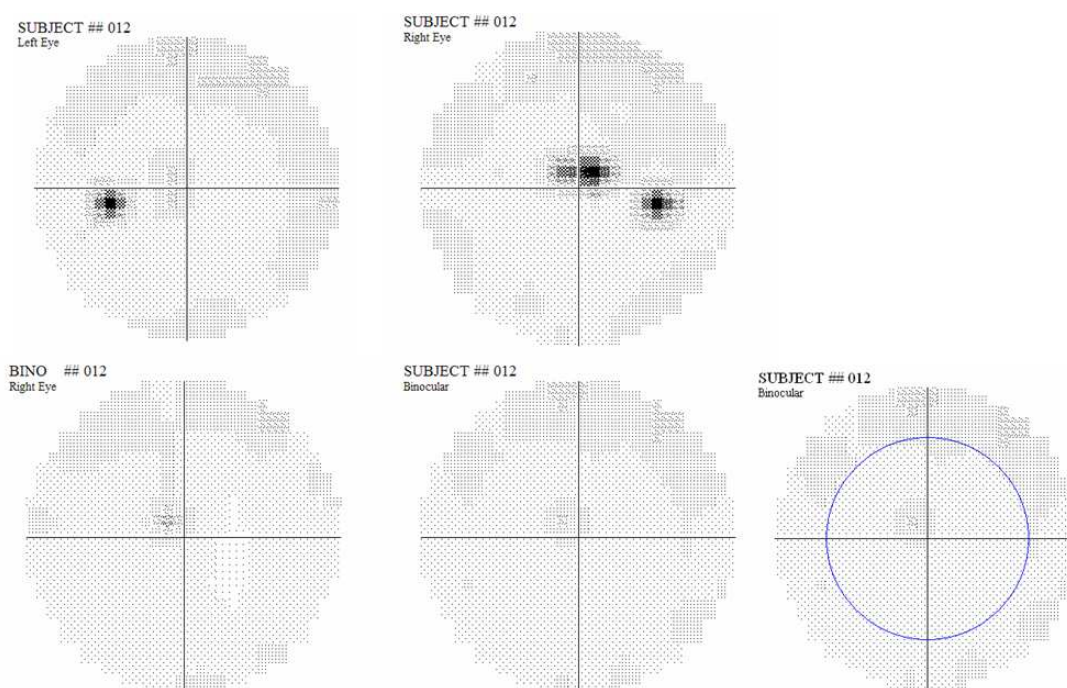 SUBJECT ## 012
Left Eye
SUBJECT ## 012
Right Eye
BINO ## 012
Right Eye
SUBJECT ## 012
Binocular
SUBJECT ## 012
Binocular